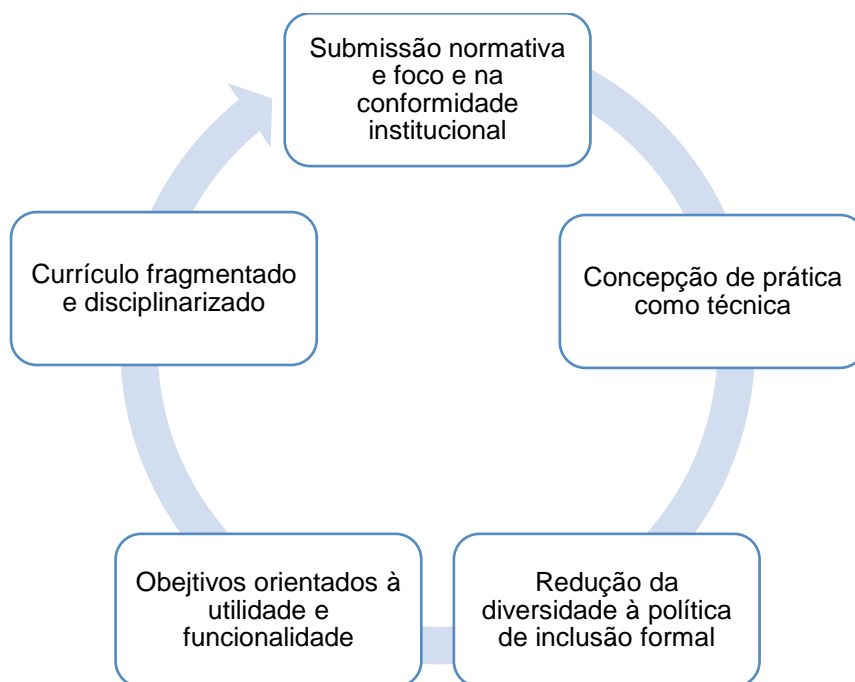 Submissão normativa
e foco e na
conformidade
institucional
Concepção de prática
como técnica
Redução da
diversidade à política
de inclusão formal
Obejtivos orientados à
utilidade e
funcionalidade
Currículo fragmentado
e disciplinarizado